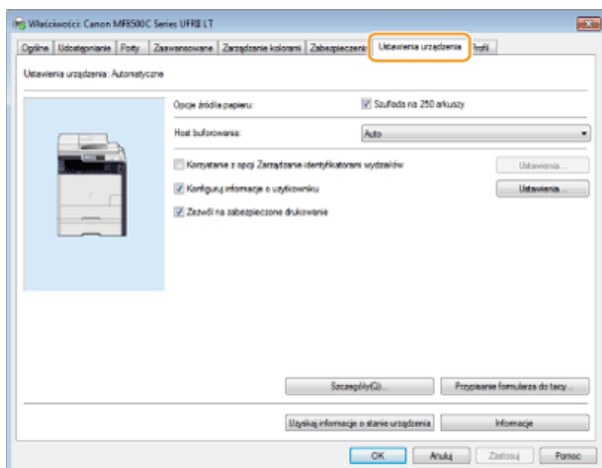 Właściwości: Canon MF8500C Series UFRII LT
Ogólne Udostępnianie Porty Zaawansowane Zarządzanie kolorami Zabezpieczenia Ustawienia urządzenia Profil
Ustawienia urządzenia: Automatyczne
Opcje źródła papieru: Szuflada na 250 arkuszy
Host buforowania: Auto
Korzystanie z opcji Zarządzanie identyfikatorami wydziałów Ustawienia...
Konfiguruj informacje o użytkowniku Ustawienia...
Zezwól na zabezpieczone drukowanie
Szczegóły(Q)... Przypisanie formularza do tacy...
Uzyskaj informacje o stanie urządzenia Informacje
OK Anuluj Zastosuj Pomoc